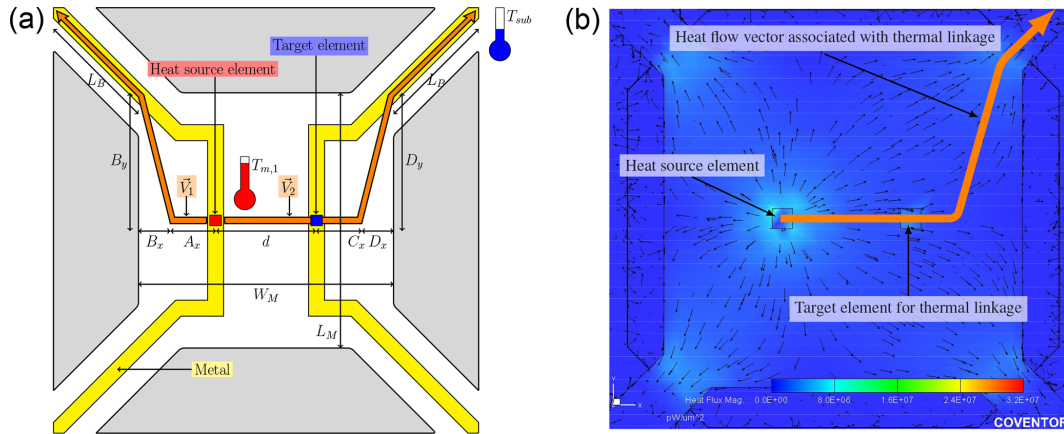 (a)
T_sub
Target element
Heat source element
L_B
L_B
B_y
D_y
T_m,1
V⃗_1
V⃗_2
B_x
A_x
d
C_x
D_x
W_M
L_M
Metal
(b)
Heat flow vector associated with thermal linkage
Heat source element
Target element for thermal linkage
Heat Flux Mag.: 0.0E+00 8.0E+06 1.6E+07 2.4E+07 3.2E+07
pW/um^2
Y
Z X
COVENTOR